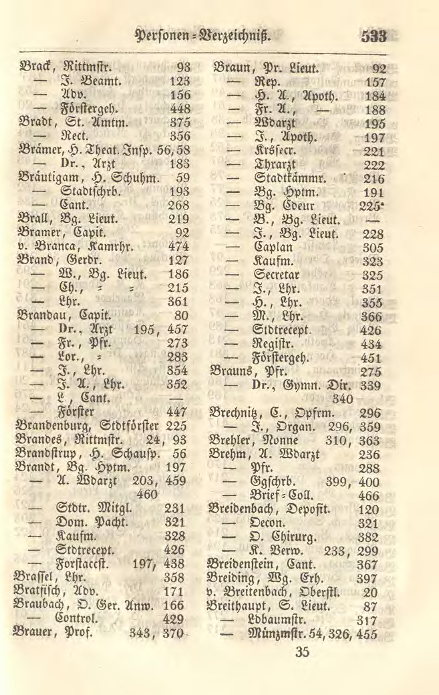 Personen-Verzeichniß. 533
Brack, Rittmstr. 93
— J. Beamt. 123
— Adv. 156
— Förstergeh. 448
Bradt, St. Amtm. 375
— Rect. 356
Brämer, H. Theat. Insp. 56, 58
— Dr., Arzt 183
Bräutigam, H. Schuhm. 59
— Stadtschrb. 193
— Cant. 268
Brall, Bg. Lieut. 219
Bramer, Capit. 92
v. Branca, Kamrhr. 474
Brand, Gerbr. 127
— W., Bg. Lieut. 186
— Ch., = = 215
— Lhr. 361
Brandau, Capit. 80
— Dr., Arzt 195, 457
— Fr., Pfr. 273
— Lor., = 283
— J., Lhr. 354
— J. A., Lhr. 352
— L, Cant. —
— Förster 447
Brandenburg, Stdtförster 225
Brandes, Rittmstr. 24, 93
Brandstrup, H. Schausp. 56
Brandt, Bg. Hptm. 197
— A. Wdarzt 203, 459
460
— Stdtr. Mitgl. 231
— Dom. Pacht. 321
— Kaufm. 328
— Stdtrecept. 426
— Forstaccst. 197, 438
Brassel, Lhr. 358
Bratfisch, Adv. 171
Braubach, O. Ger. Anw. 166
— Control. 429
Brauer, Prof. 343, 370
Braun, Pr. Lieut. 92
— Rep. 157
— H. A., Apoth. 184
— Fr. A., — 188
— Wdarzt 195
— J., Apoth. 197
— Krösecr. 221
— Thrarzt 222
— Stadtkämmr. 216
— Bg. Hptm. 191
— Bg. Cdeur 225
— B., Bg. Lieut. —
— J., Bg. Lieut. 228
— Caplan 305
— Kaufm. 323
— Secretar 325
— J., Lhr. 351
— H., Lhr. 355
— M., Lhr. 366
— Stdtrecept. 426
— Registr. 434
— Förstergeh. 451
Brauns, Pfr. 275
— Dr., Gymn. Dir. 339
340
Brechnitz, C., Opfrm. 296
— J., Organ. 296, 359
Brehler, Nonne 310, 363
Brehm, A. Wdarzt 236
— Pfr. 288
— Ggschrb. 399, 400
— Brief=Coll. 466
Breidenbach, Deposit. 120
— Oecon. 321
— O. Chirurg. 382
— K. Verw. 233, 299
Breidenstein, Cant. 367
Breiding, Wg. Erh. 397
v. Breitenbach, Oberstl. 20
Breithaupt, S. Lieut. 87
— Ldbaumstr. 317
— Münzmstr. 54, 326, 455
35